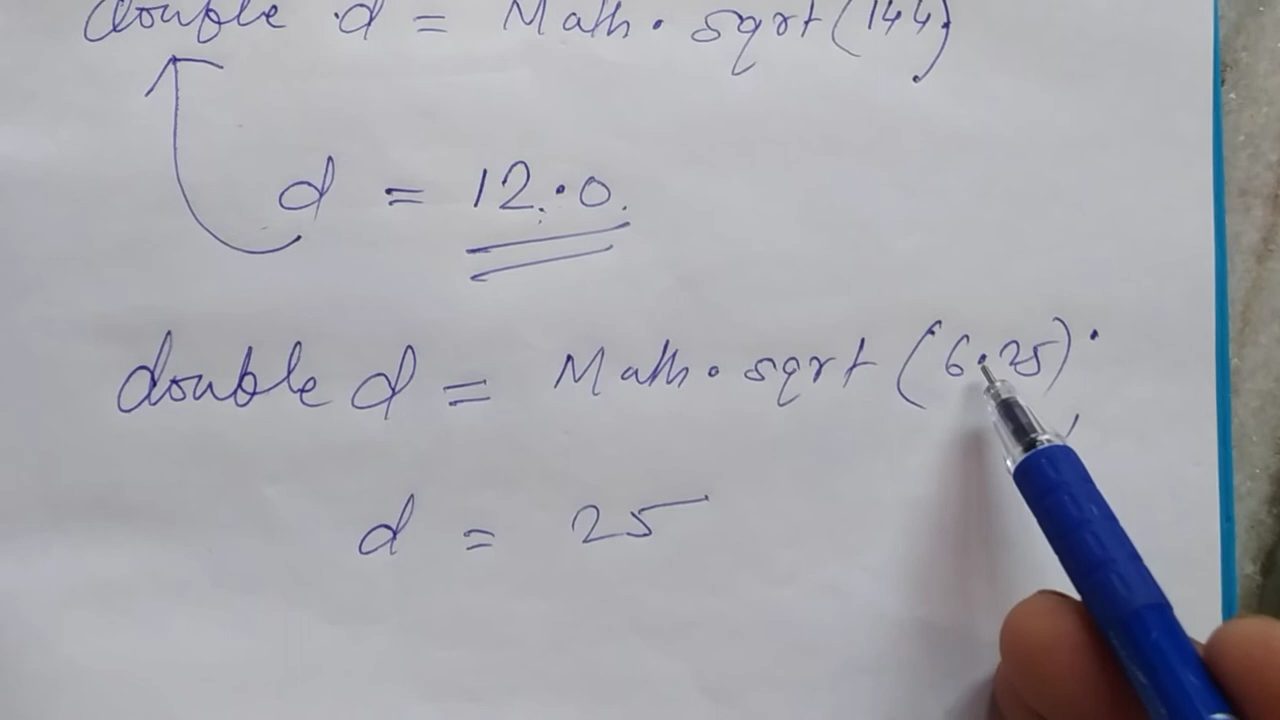 double d = Math.sqrt(144)
d = 12.0.
double d = Math.sqrt(6.25)
d = 25